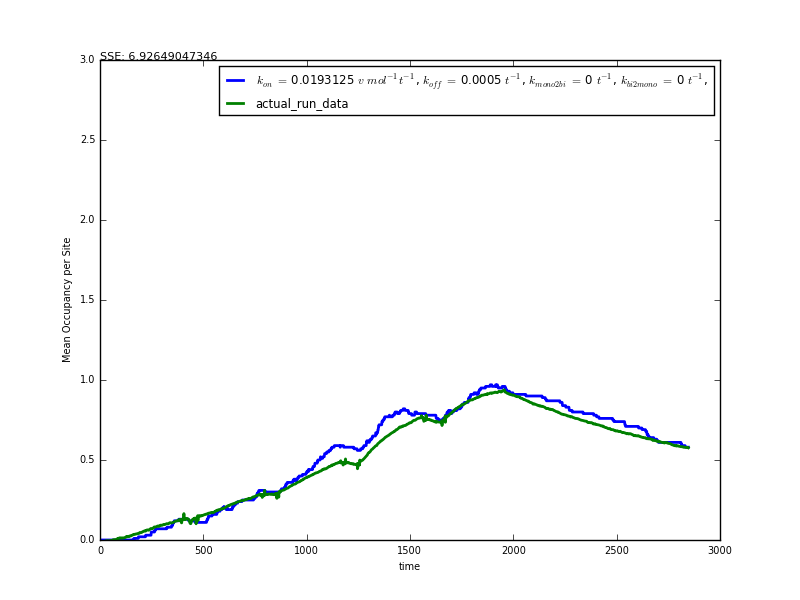 SSE: 6.92649047346
k_on = 0.0193125 v mol^−1 t^−1, k_off = 0.0005 t^−1, k_mono2bi = 0 t^−1, k_bi2mono = 0 t^−1,
actual_run_data
3.0
2.5
2.0
1.5
1.0
0.5
0.0
Mean Occupancy per Site
0 500 1000 1500 2000 2500 3000
time